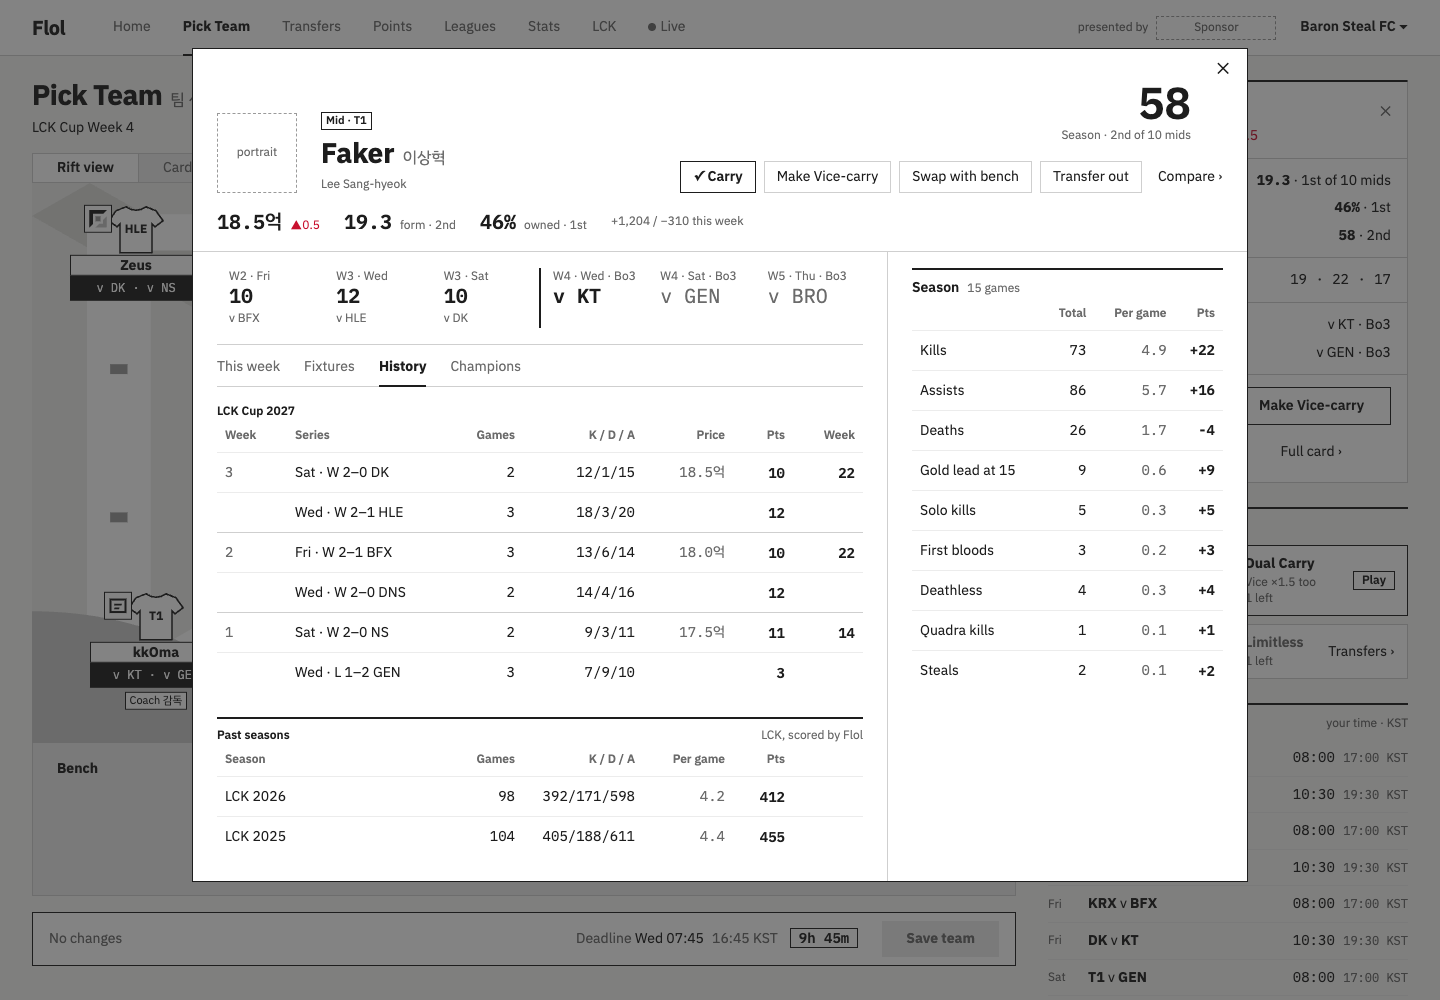 Flol Home Pick Team Transfers Points Leagues Stats LCK Live presented by Sponsor Baron Steal FC
Pick Team 팀
LCK Cup Week 4
Rift view Card
HLE
Zeus
v DK · v NS
T1
kkOma
v KT · v GE
Coach 감독
Bench
Mid · T1
portrait
Faker 이상혁
Lee Sang-hyeok
58
Season · 2nd of 10 mids
✓ Carry Make Vice-carry Swap with bench Transfer out Compare ›
18.5억 ▲0.5 19.3 form · 2nd 46% owned · 1st +1,204 / −310 this week
W2 · Fri W3 · Wed W3 · Sat W4 · Wed · Bo3 W4 · Sat · Bo3 W5 · Thu · Bo3
10 12 10 v KT v GEN v BRO
v BFX v HLE v DK
This week Fixtures History Champions
LCK Cup 2027
Week Series Games K / D / A Price Pts Week
3 Sat · W 2–0 DK 2 12/1/15 18.5억 10 22
Wed · W 2–1 HLE 3 18/3/20 12
2 Fri · W 2–1 BFX 3 13/6/14 18.0억 10 22
Wed · W 2–0 DNS 2 14/4/16 12
1 Sat · W 2–0 NS 2 9/3/11 17.5억 11 14
Wed · L 1–2 GEN 3 7/9/10 3
Past seasons LCK, scored by Flol
Season Games K / D / A Per game Pts
LCK 2026 98 392/171/598 4.2 412
LCK 2025 104 405/188/611 4.4 455
Season 15 games
Total Per game Pts
Kills 73 4.9 +22
Assists 86 5.7 +16
Deaths 26 1.7 -4
Gold lead at 15 9 0.6 +9
Solo kills 5 0.3 +5
First bloods 3 0.2 +3
Deathless 4 0.3 +4
Quadra kills 1 0.1 +1
Steals 2 0.1 +2
.5
19.3 · 1st of 10 mids
46% · 1st
58 · 2nd
19 · 22 · 17
v KT · Bo3
v GEN · Bo3
Make Vice-carry
Full card ›
Dual Carry
Vice ×1.5 too
1 left
Play
Limitless
1 left
Transfers ›
your time · KST
08:00 17:00 KST
10:30 19:30 KST
08:00 17:00 KST
10:30 19:30 KST
Fri KRX v BFX 08:00 17:00 KST
Fri DK v KT 10:30 19:30 KST
Sat T1 v GEN 08:00 17:00 KST
No changes Deadline Wed 07:45 16:45 KST 9h 45m Save team